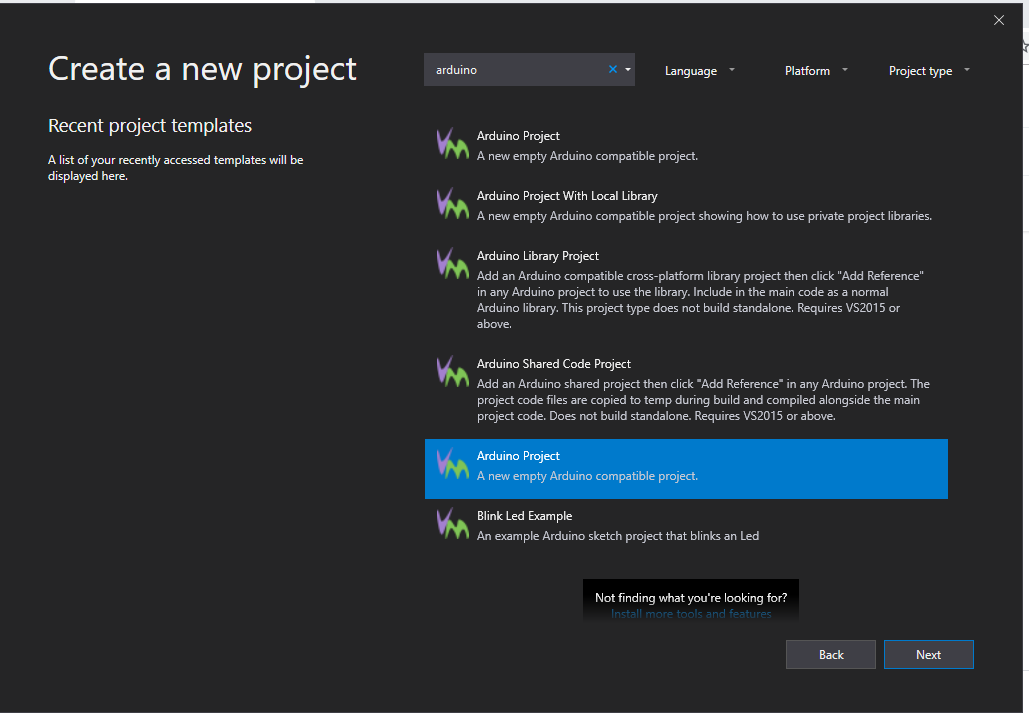 Create a new project
arduino
Language
Platform
Project type
Recent project templates
A list of your recently accessed templates will be
displayed here.
Arduino Project
A new empty Arduino compatible project.
Arduino Project With Local Library
A new empty Arduino compatible project showing how to use private project libraries.
Arduino Library Project
Add an Arduino compatible cross-platform library project then click "Add Reference"
in any Arduino project to use the library. Include in the main code as a normal
Arduino library. This project type does not build standalone. Requires VS2015 or
above.
Arduino Shared Code Project
Add an Arduino shared project then click "Add Reference" in any Arduino project. The
project code files are copied to temp during build and compiled alongside the main
project code. Does not build standalone. Requires VS2015 or above.
Arduino Project
A new empty Arduino compatible project.
Blink Led Example
An example Arduino sketch project that blinks an Led
Not finding what you're looking for?
Install more tools and features
Back
Next